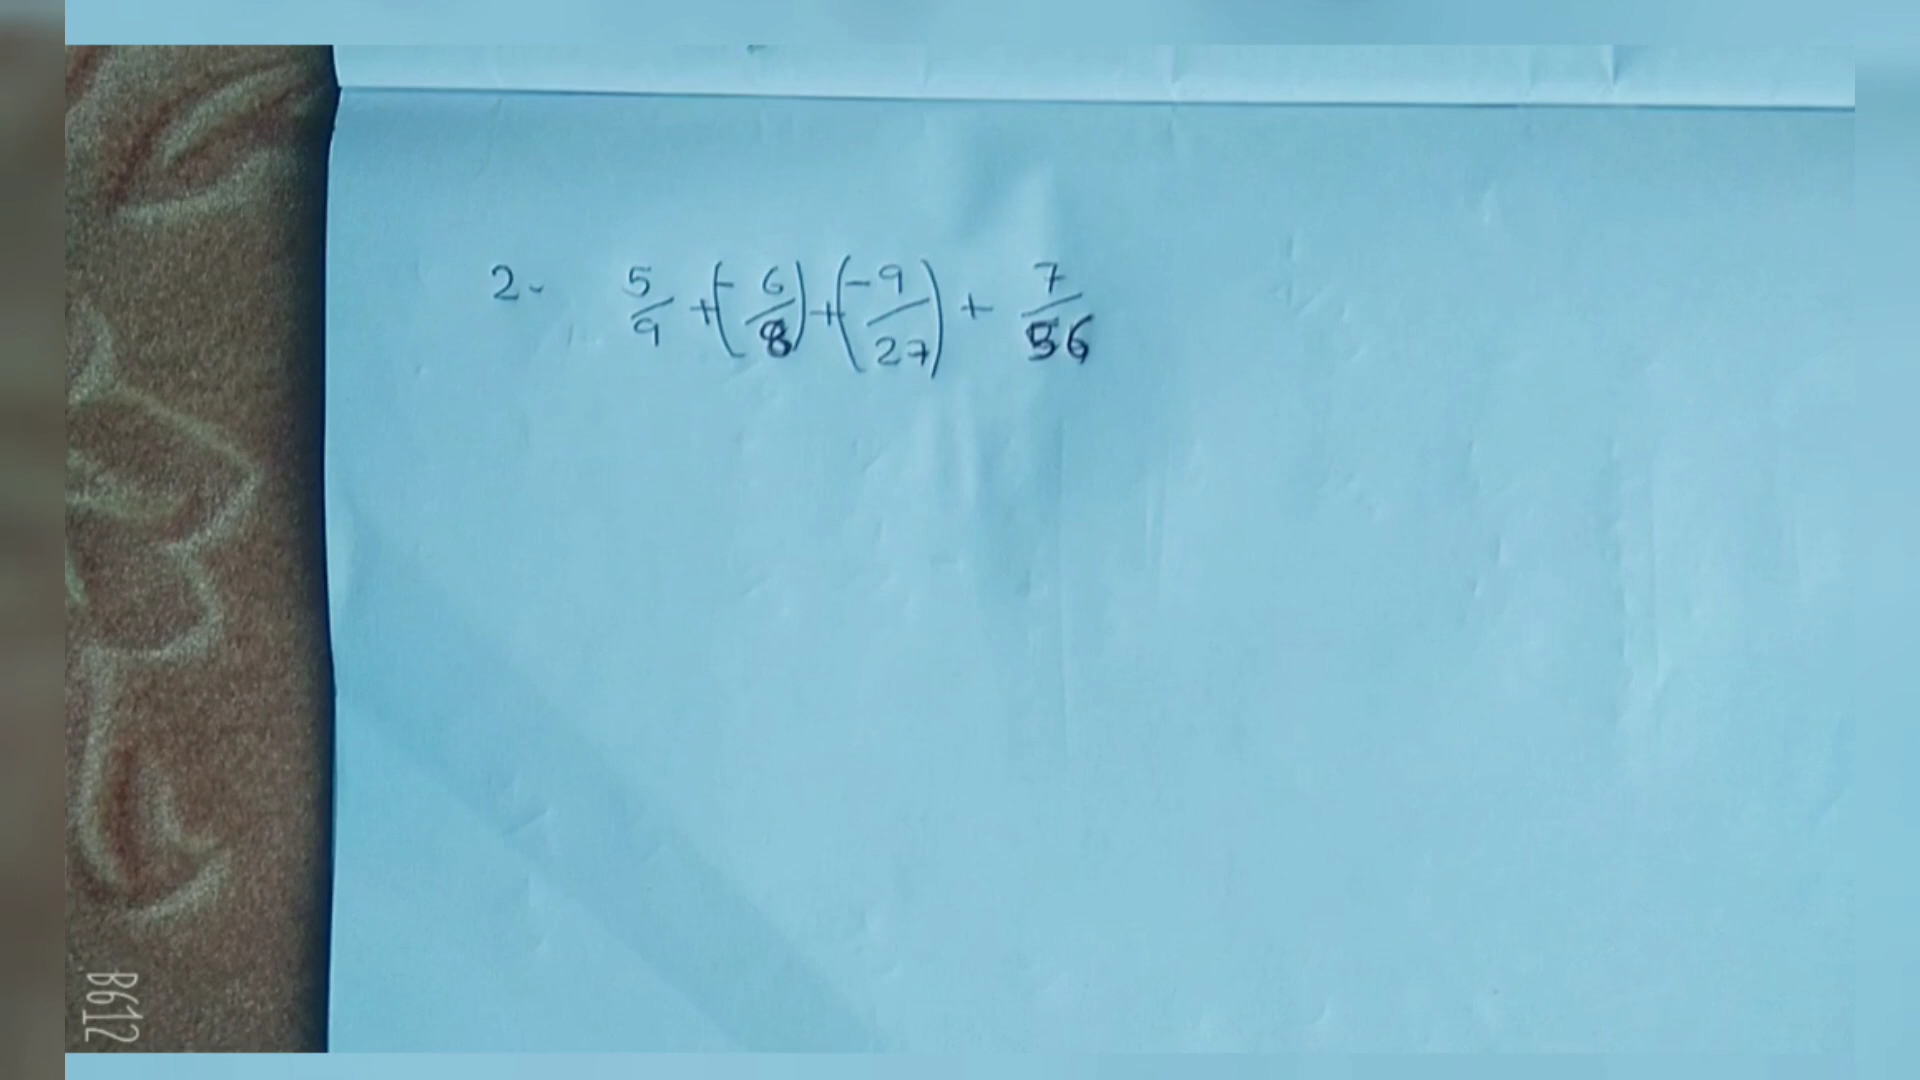 2. 5/9 + (-6/8) + (-9/27) + 7/56
B612